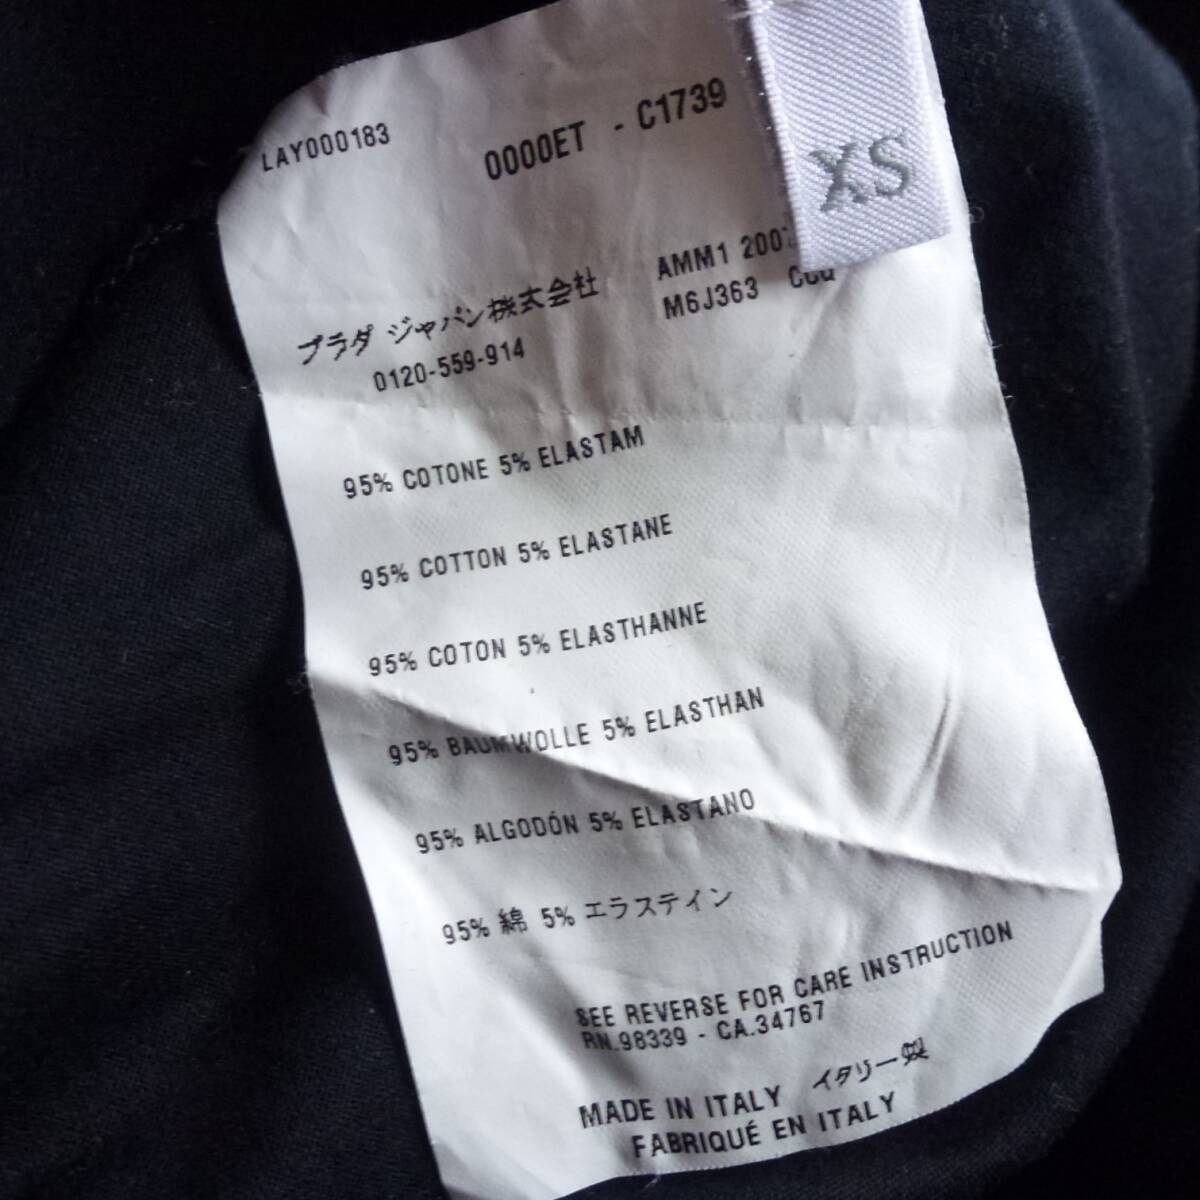 LAY000183
0000ET - C1739
XS
プラダ ジャパン株式会社
0120-559-914
AMM1
M6J363
95% COTONE 5% ELASTAM
95% COTTON 5% ELASTANE
95% COTON 5% ELASTHANNE
95% BAUMWOLLE 5% ELASTHAN
95% ALGODÓN 5% ELASTANO
95% 綿 5% エラステイン
SEE REVERSE FOR CARE INSTRUCTION
RN.98339 - CA.34767
MADE IN ITALY イタリー製
FABRIQUÉ EN ITALY